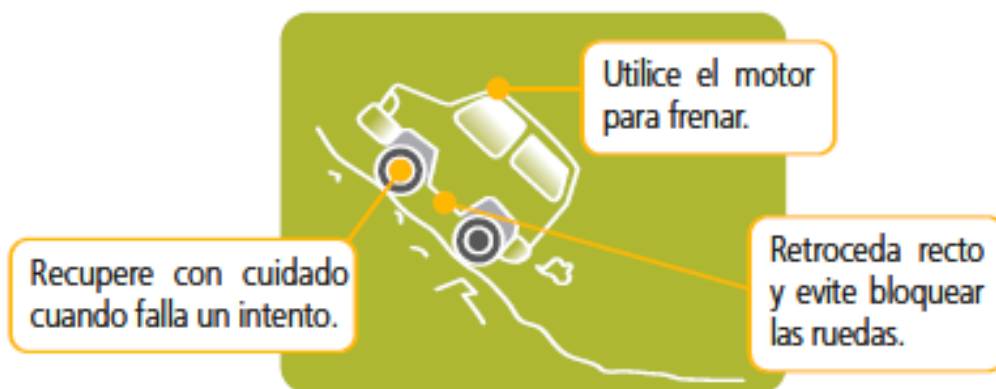 Utilice el motor
para frenar.
Recupere con cuidado
cuando falla un intento.
Retroceda recto
y evite bloquear
las ruedas.